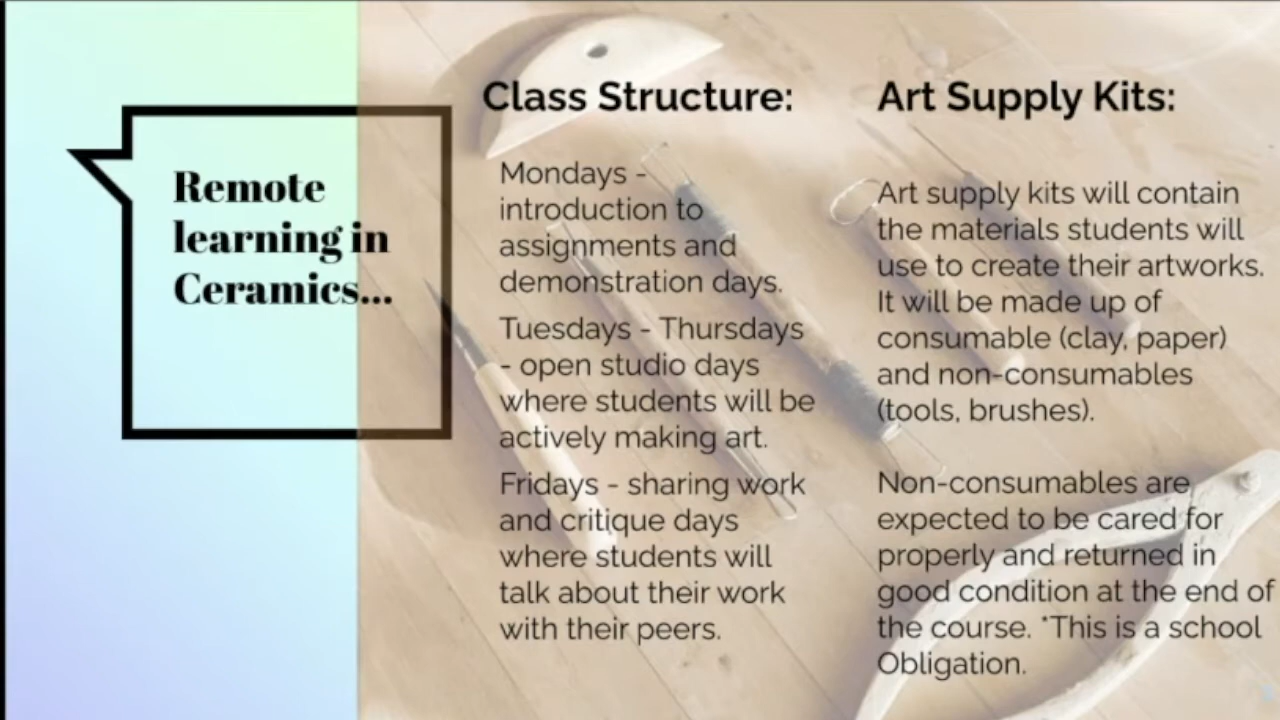 Remote
learning in
Ceramics...
Class Structure:
Mondays -
introduction to
assignments and
demonstration days.
Tuesdays - Thursdays
- open studio days
where students will be
actively making art.
Fridays - sharing work
and critique days
where students will
talk about their work
with their peers.
Art Supply Kits:
Art supply kits will contain
the materials students will
use to create their artworks.
It will be made up of
consumable (clay, paper)
and non-consumables
(tools, brushes).
Non-consumables are
expected to be cared for
properly and returned in
good condition at the end of
the course. *This is a school
Obligation.